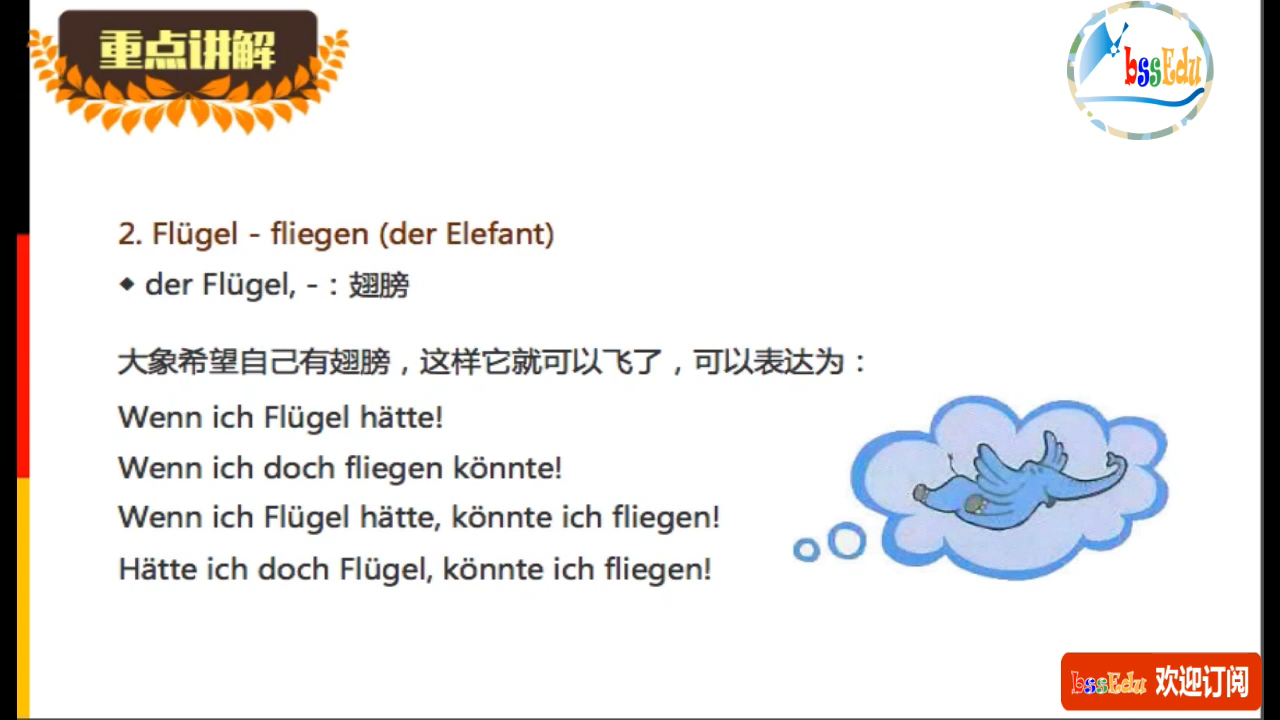 重点讲解
bssEdu
2. Flügel - fliegen (der Elefant)
◆ der Flügel, -：翅膀
大象希望自己有翅膀，这样它就可以飞了，可以表达为：
Wenn ich Flügel hätte!
Wenn ich doch fliegen könnte!
Wenn ich Flügel hätte, könnte ich fliegen!
Hätte ich doch Flügel, könnte ich fliegen!
bssEdu 欢迎订阅